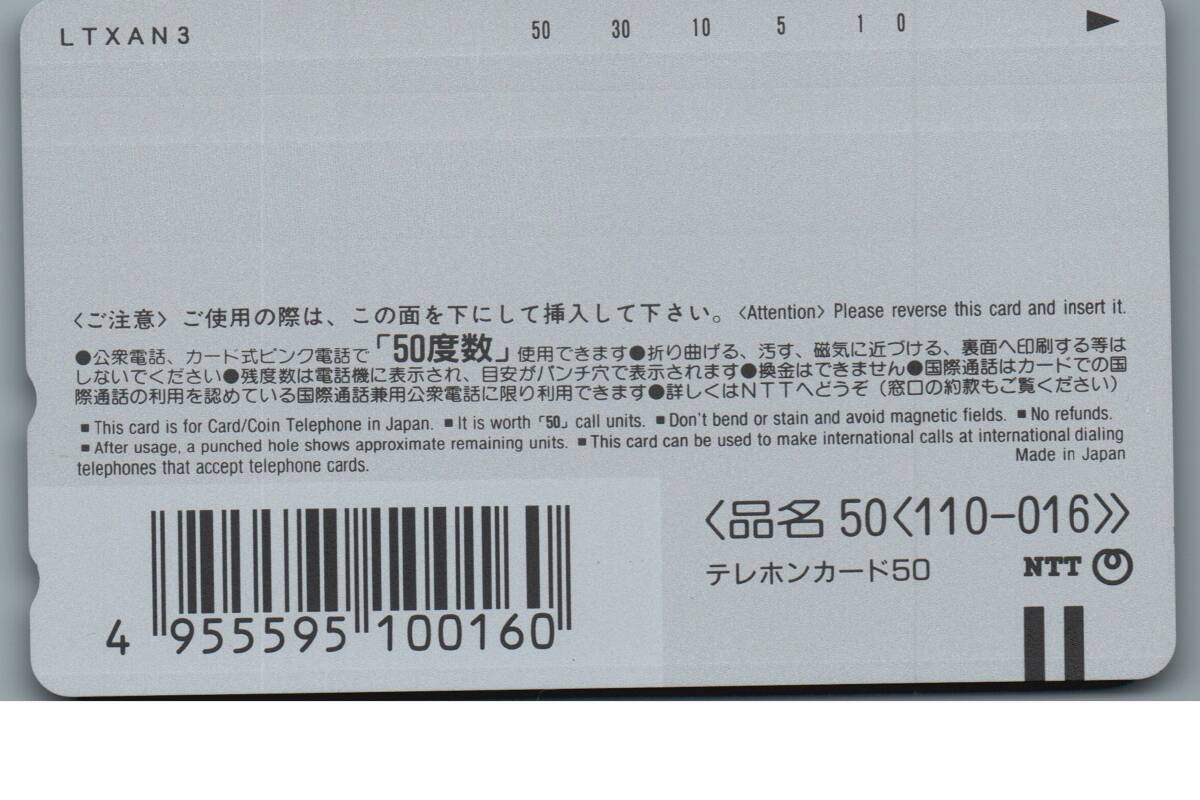 LTXAN3 50 30 10 5 1 0 ▶
〈ご注意〉ご使用の際は、この面を下にして挿入して下さい。〈Attention〉Please reverse this card and insert it.
●公衆電話、カード式ピンク電話で「50度数」使用できます●折り曲げる、汚す、磁気に近づける、裏面へ印刷する等は
しないでください●残度数は電話機に表示され、目安がパンチ穴で表示されます●換金はできません●国際通話はカードでの国
際通話の利用を認めている国際通話兼用公衆電話に限り利用できます●詳しくはNTTへどうぞ（窓口の約款もご覧ください）
■This card is for Card/Coin Telephone in Japan. ■It is worth「50」call units. ■Don't bend or stain and avoid magnetic fields. ■No refunds.
■After usage, a punched hole shows approximate remaining units. ■This card can be used to make international calls at international dialing
telephones that accept telephone cards.
Made in Japan
〈品名 50〈110-016〉〉
テレホンカード50
NTT
4 955595 100160